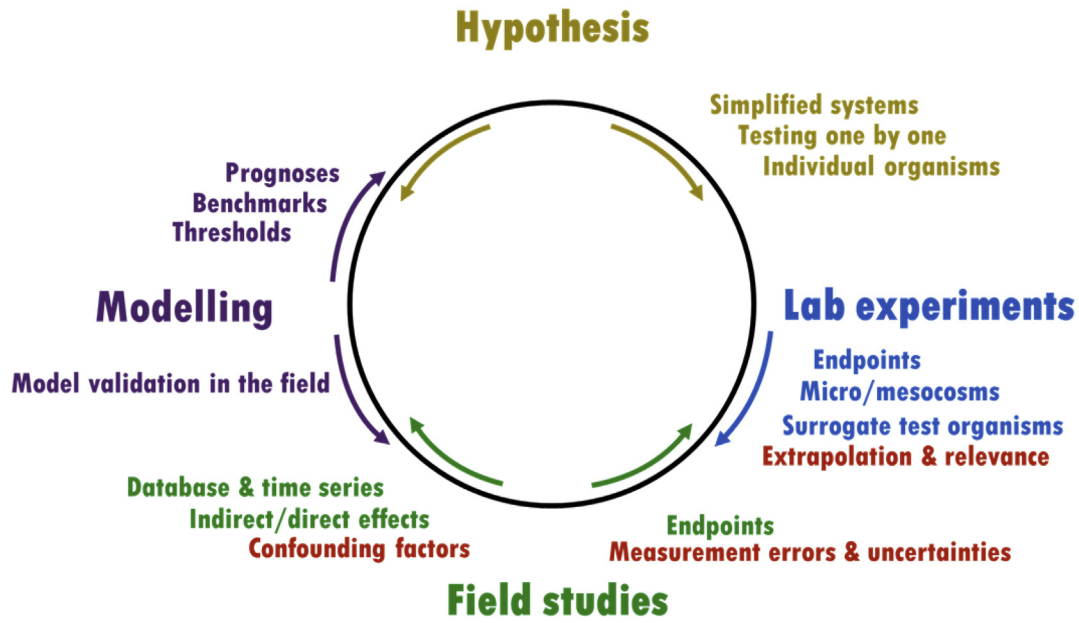 Hypothesis
Simplified systems
Testing one by one
Individual organisms
Prognoses
Benchmarks
Thresholds
Modelling
Lab experiments
Endpoints
Micro/mesocosms
Surrogate test organisms
Extrapolation & relevance
Model validation in the field
Database & time series
Indirect/direct effects
Confounding factors
Endpoints
Measurement errors & uncertainties
Field studies